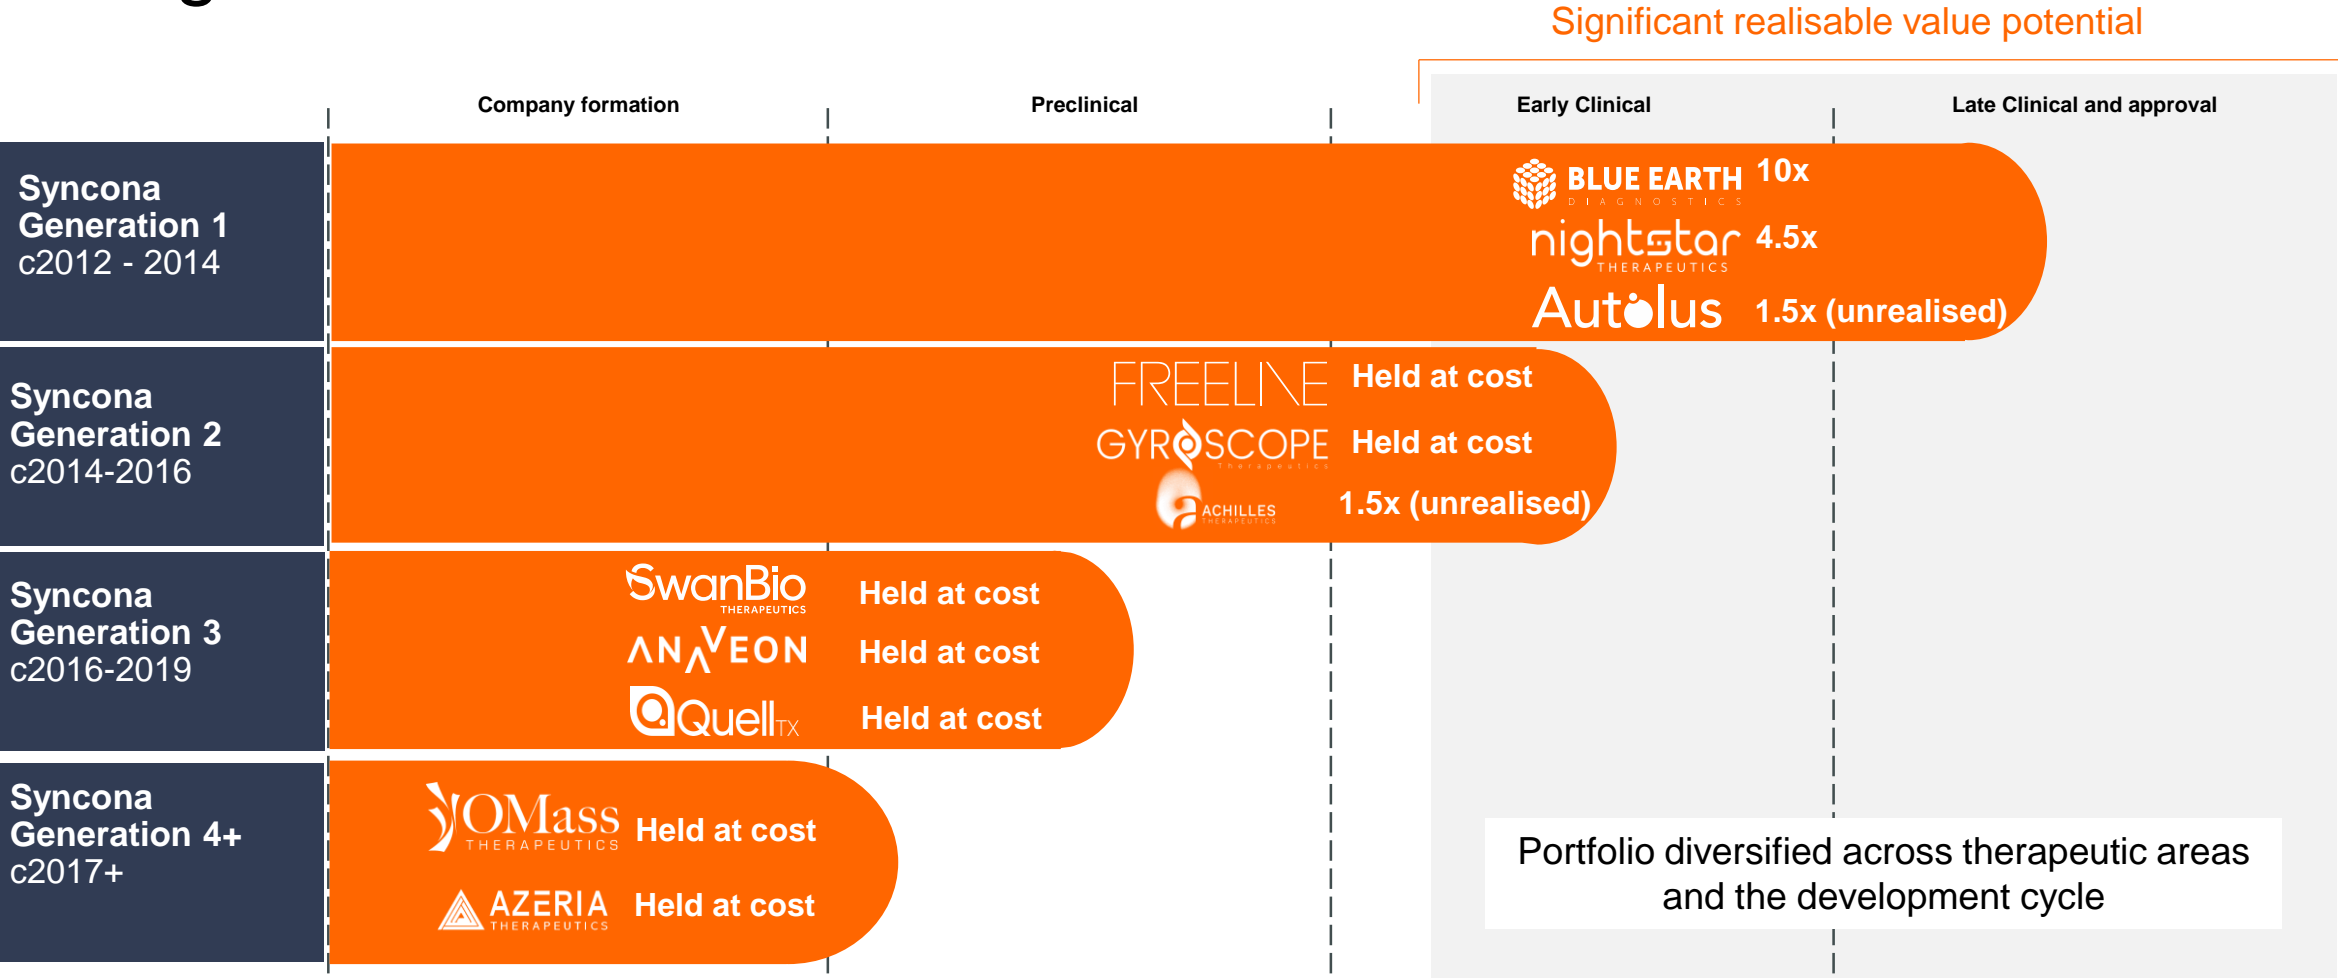 Significant realisable value potential
Company formation
Preclinical
Early Clinical
Late Clinical and approval
Syncona
Generation 1
c2012 - 2014
BLUE EARTH 10x
DIAGNOSTICS
nightstar 4.5x
THERAPEUTICS
Autolus 1.5x (unrealised)
Syncona
Generation 2
c2014-2016
FREELINE Held at cost
GYROSCOPE Held at cost
Therapeutics
ACHILLES 1.5x (unrealised)
THERAPEUTICS
Syncona
Generation 3
c2016-2019
SwanBio Held at cost
THERAPEUTICS
ANAVEON Held at cost
QuellTX Held at cost
Syncona
Generation 4+
c2017+
OMass Held at cost
THERAPEUTICS
AZERIA Held at cost
THERAPEUTICS
Portfolio diversified across therapeutic areas
and the development cycle